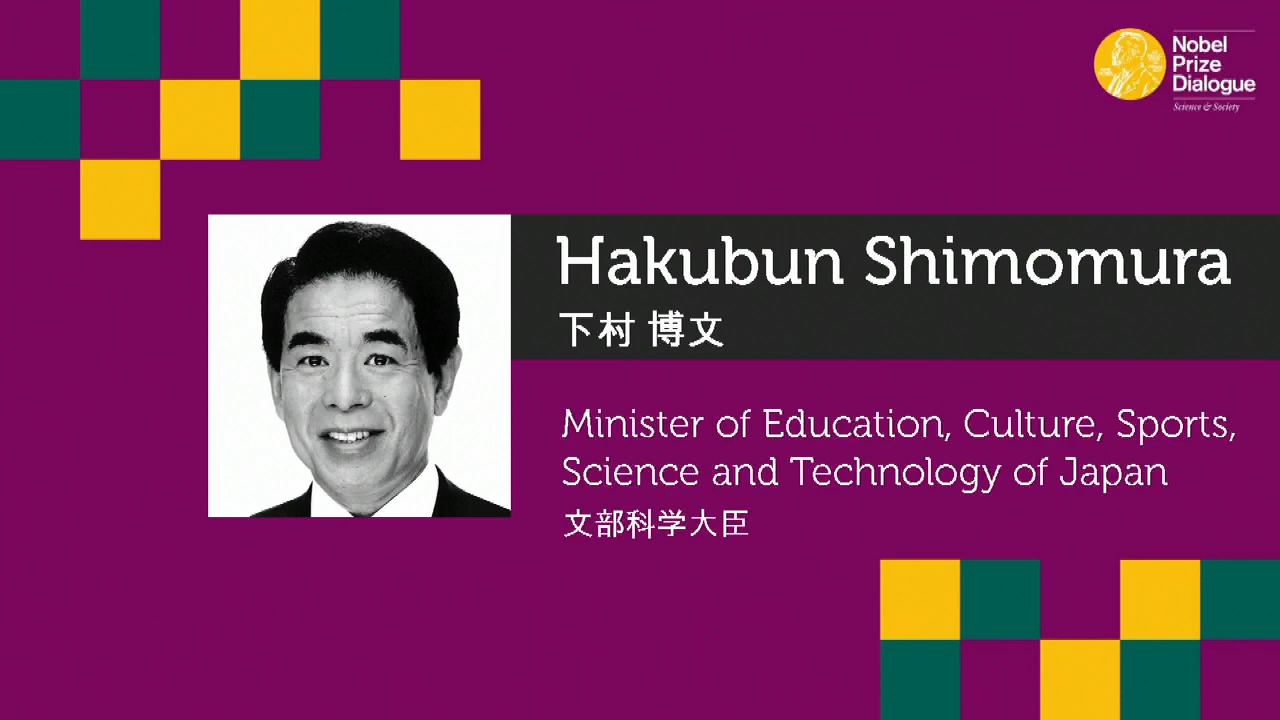 Nobel
Prize
Dialogue
Science & Society
Hakubun Shimomura
下村 博文
Minister of Education, Culture, Sports,
Science and Technology of Japan
文部科学大臣